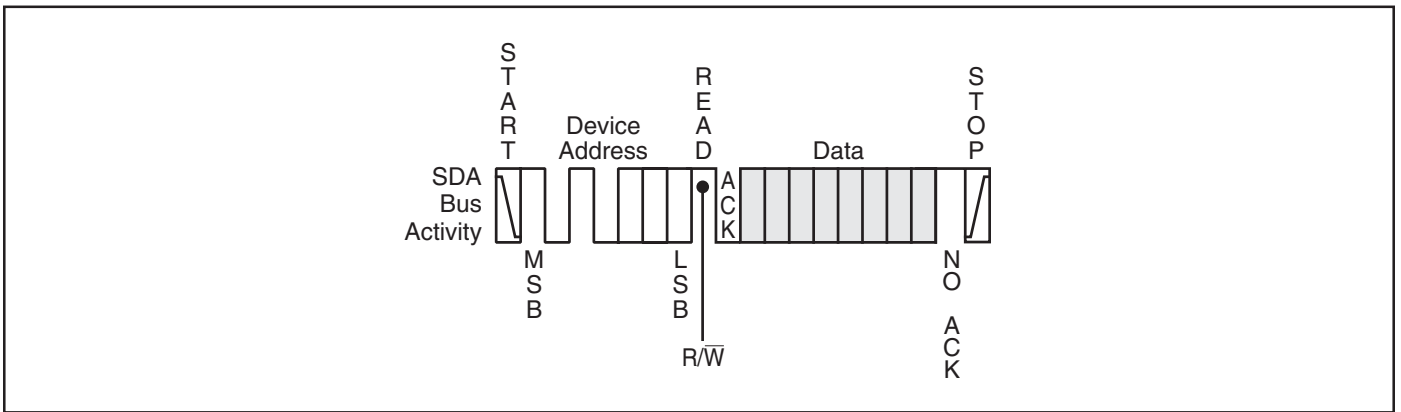 START
Device
Address
READ
Data
STOP
SDA
Bus
Activity
ACK
MSB
LSB
R/W̅
NO ACK